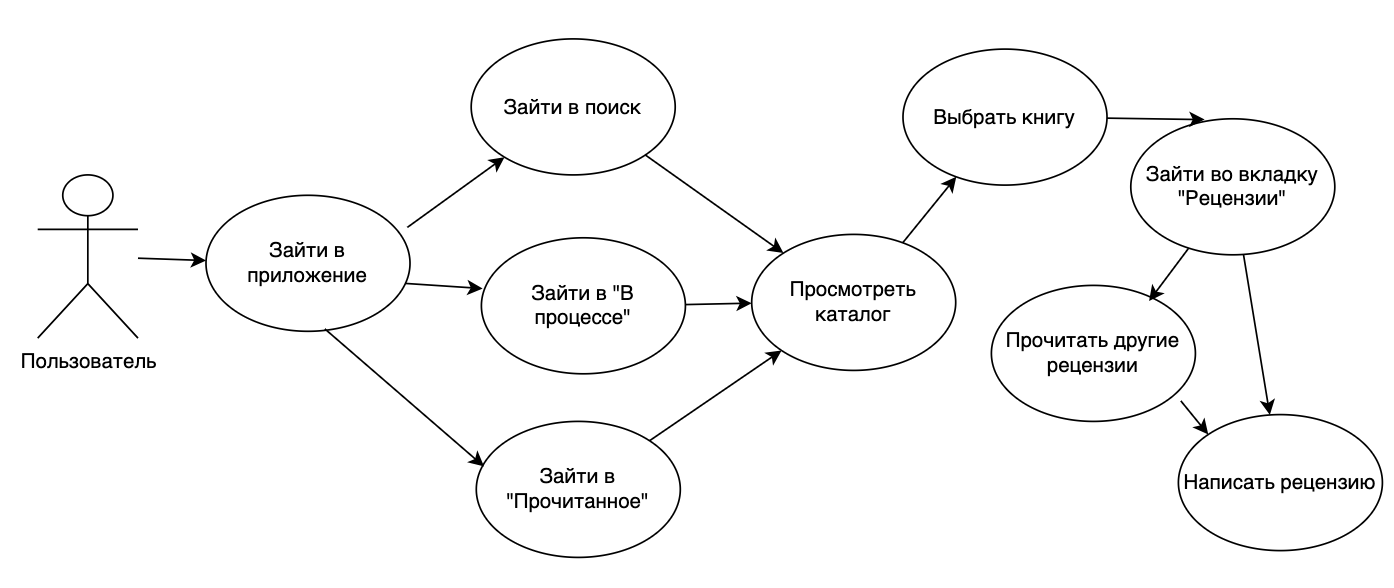 Пользователь
Зайти в
приложение
Зайти в поиск
Зайти в "В
процессе"
Зайти в
"Прочитанное"
Просмотреть
каталог
Выбрать книгу
Зайти во вкладку
"Рецензии"
Прочитать другие
рецензии
Написать рецензию